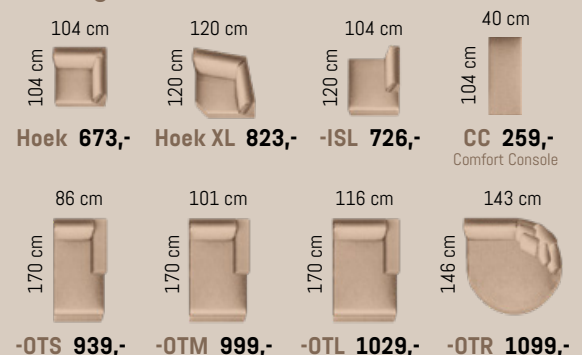 104 cm
120 cm
120 cm
40 cm
104 cm
120 cm
120 cm
104 cm
Hoek 673,-
Hoek XL 823,-
-ISL 726,-
CC 259,-
Comfort Console
86 cm
101 cm
116 cm
143 cm
170 cm
170 cm
170 cm
146 cm
-OTS 939,-
-OTM 999,-
-OTL 1029,-
-OTR 1099,-